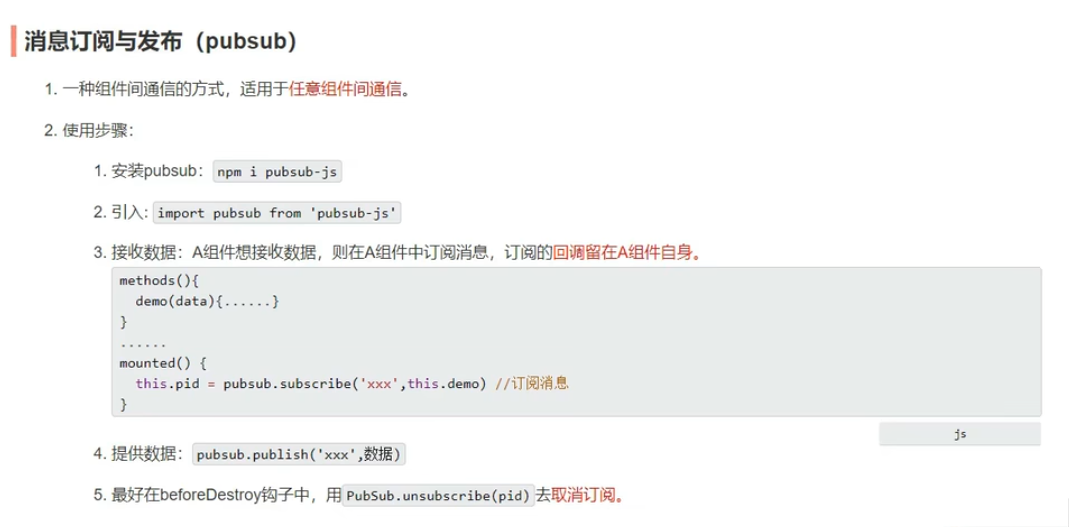 消息订阅与发布（pubsub）
1. 一种组件间通信的方式，适用于任意组件间通信。
2. 使用步骤：
1. 安装pubsub：npm i pubsub-js
2. 引入: import pubsub from 'pubsub-js'
3. 接收数据：A组件想接收数据，则在A组件中订阅消息，订阅的回调留在A组件自身。
methods(){
  demo(data){......}
}
......
mounted() {
  this.pid = pubsub.subscribe('xxx',this.demo) //订阅消息
}
js
4. 提供数据：pubsub.publish('xxx',数据)
5. 最好在beforeDestroy钩子中，用PubSub.unsubscribe(pid)去取消订阅。